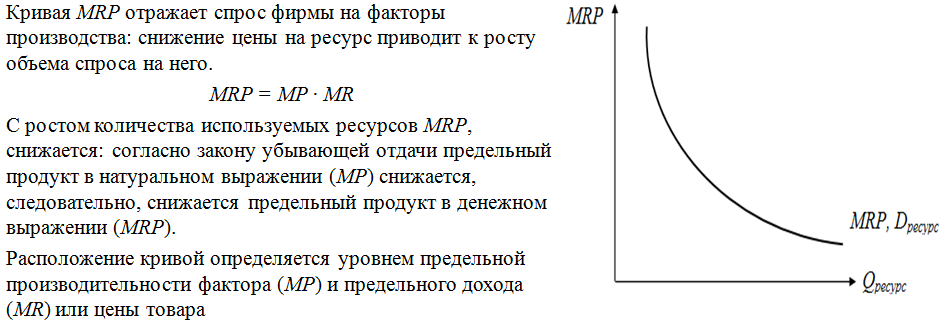 Кривая MRP отражает спрос фирмы на факторы
производства: снижение цены на ресурс приводит к росту
объема спроса на него.
MRP = MP · MR
С ростом количества используемых ресурсов MRP,
снижается: согласно закону убывающей отдачи предельный
продукт в натуральном выражении (MP) снижается,
следовательно, снижается предельный продукт в денежном
выражении (MRP).
Расположение кривой определяется уровнем предельной
производительности фактора (MP) и предельного дохода
(MR) или цены товара
MRP
MRP, Dресурс
Qресурс